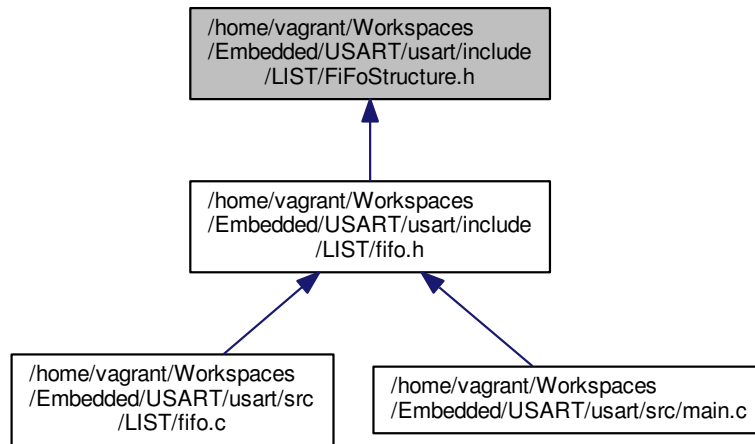 /home/vagrant/Workspaces
/Embedded/USART/usart/include
/LIST/FiFoStructure.h
/home/vagrant/Workspaces
/Embedded/USART/usart/include
/LIST/fifo.h
/home/vagrant/Workspaces
/Embedded/USART/usart/src
/LIST/fifo.c
/home/vagrant/Workspaces
/Embedded/USART/usart/src/main.c